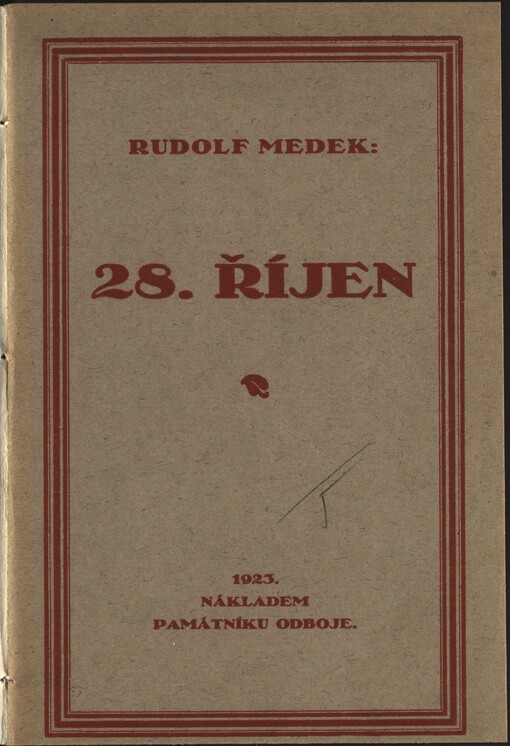 RUDOLF MEDEK:
28. ŘÍJEN
1923.
NÁKLADEM
PAMÁTNÍKU ODBOJE.